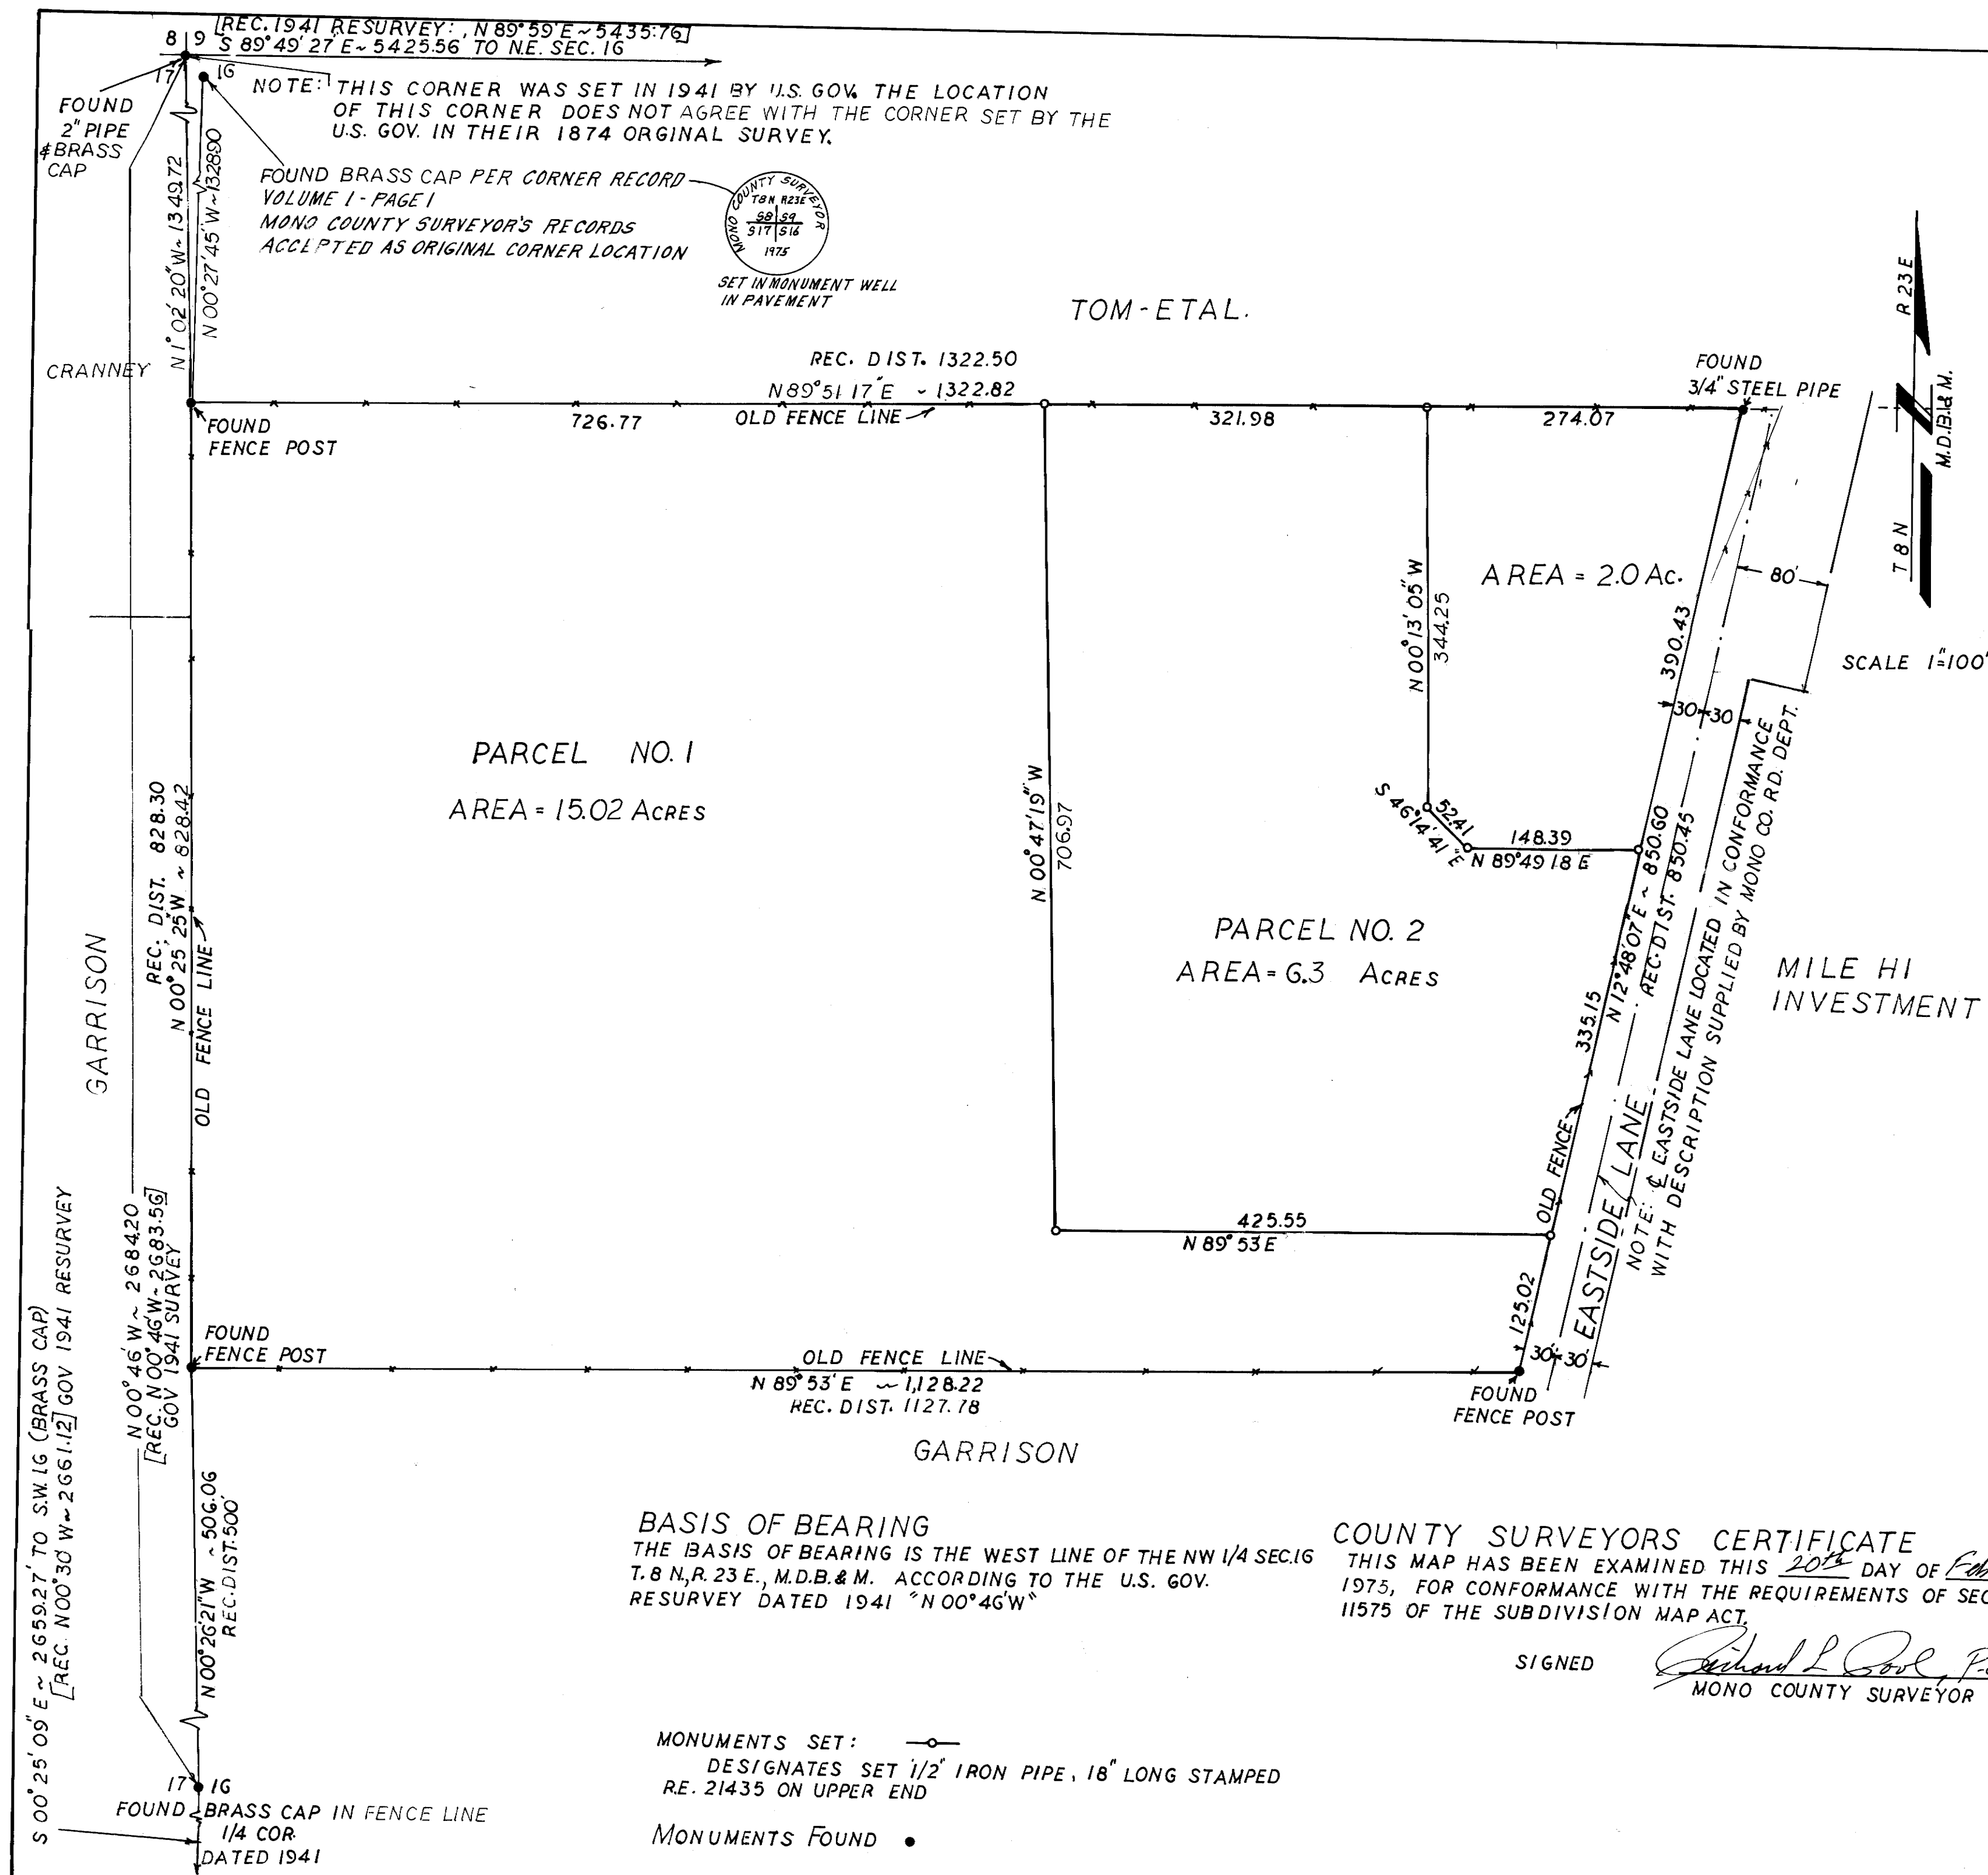 [REC. 1941 RESURVEY: , N 89° 59' E ~ 5435.76]
S 89° 49' 27" E ~ 5425.56 TO N.E. SEC. 16
8 9
17 16
FOUND
2" PIPE
& BRASS
CAP
NOTE: THIS CORNER WAS SET IN 1941 BY U.S. GOV. THE LOCATION
OF THIS CORNER DOES NOT AGREE WITH THE CORNER SET BY THE
U.S. GOV. IN THEIR 1874 ORGINAL SURVEY.
FOUND BRASS CAP PER CORNER RECORD
VOLUME 1 - PAGE 1
MONO COUNTY SURVEYOR'S RECORDS
ACCEPTED AS ORIGINAL CORNER LOCATION
MONO COUNTY SURVEYOR
T8N R23E
S8 S9
S17 S16
1975
SET IN MONUMENT WELL
IN PAVEMENT
N 1° 02' 20" W ~ 1349.72
N 00° 27' 45" W ~ 1328.90
CRANNEY
TOM - ETAL.
R 23 E
T 8 N
M.D.B. & M.
SCALE 1"=100'
REC. DIST. 1322.50
N 89° 51' 17" E ~ 1322.82
OLD FENCE LINE
726.77
321.98
274.07
FOUND
3/4" STEEL PIPE
FOUND
FENCE POST
N 00° 13' 05" W
344.25
AREA = 2.0 AC.
390.43
80'
30 30
PARCEL NO. 1
AREA = 15.02 ACRES
N 00° 47' 19" W
706.97
S 46° 14' 41" E
52.41
148.39
N 89° 49 18 E
PARCEL NO. 2
AREA = 6.3 ACRES
335.15
N 12° 48' 07" E ~ 850.60
REC. DIST. 850.45
MILE HI
INVESTMENT
NOTE: ℄ EASTSIDE LANE LOCATED IN CONFORMANCE
WITH DESCRIPTION SUPPLIED BY MONO CO. RD. DEPT.
EASTSIDE LANE
OLD FENCE
425.55
N 89° 53 E
125.02
30' 30'
FOUND
FENCE POST
GARRISON
REC. DIST. 828.30
N 00° 25' 25" W ~ 828.42
OLD FENCE LINE
N 00° 46' W ~ 2684.20
[REC. N 00° 46' W ~ 2683.56]
GOV 1941 SURVEY
S 00° 25' 09" E ~ 2659.27' TO S.W. 16 (BRASS CAP)
[REC. N 00° 30' W ~ 2661.12] GOV 1941 RESURVEY
FOUND
FENCE POST
OLD FENCE LINE
N 89° 53' E ~ 1,128.22
REC. DIST. 1127.78
GARRISON
N 00° 26' 21" W ~ 506.06
REC. DIST. 500'
17 16
FOUND BRASS CAP IN FENCE LINE
1/4 COR.
DATED 1941
BASIS OF BEARING
THE BASIS OF BEARING IS THE WEST LINE OF THE NW 1/4 SEC. 16
T. 8 N., R. 23 E., M.D.B. & M. ACCORDING TO THE U.S. GOV.
RESURVEY DATED 1941 "N 00° 46' W"
COUNTY SURVEYORS CERTIFICATE
THIS MAP HAS BEEN EXAMINED THIS 20th DAY OF Feb
1975, FOR CONFORMANCE WITH THE REQUIREMENTS OF SEC
11575 OF THE SUBDIVISION MAP ACT.
SIGNED
MONO COUNTY SURVEYOR
MONUMENTS SET:
DESIGNATES SET 1/2" IRON PIPE, 18" LONG STAMPED
R.E. 21435 ON UPPER END
MONUMENTS FOUND